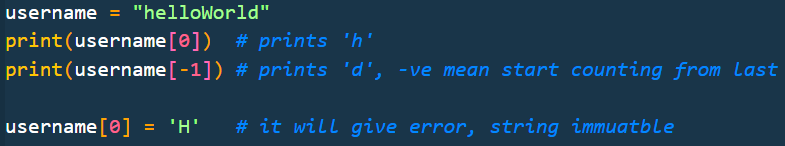 username = "helloWorld"
print(username[0])  # prints 'h'
print(username[-1]) # prints 'd', -ve mean start counting from last
username[0] = 'H'   # it will give error, string immuatble